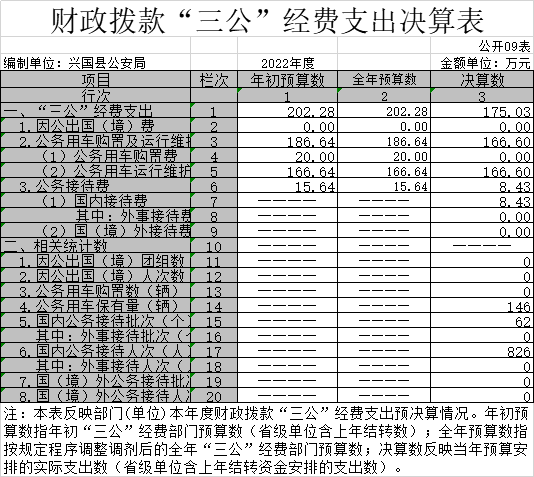 财政拨款“三公”经费支出决算表
公开09表
编制单位：兴国县公安局 2022年度 金额单位：万元
项目 栏次 年初预算数 全年预算数 决算数
行次 1 2 3
一、“三公”经费支出 1 202.28 202.28 175.03
1.因公出国（境）费 2 0.00 0.00 0.00
2.公务用车购置及运行维护 3 186.64 186.64 166.60
（1）公务用车购置费 4 20.00 20.00 0.00
（2）公务用车运行维护 5 166.64 166.64 166.60
3.公务接待费 6 15.64 15.64 8.43
（1）国内接待费 7 ———— ———— 8.43
其中：外事接待费 8 ———— ———— 0.00
（2）国（境）外接待费 9 ———— ———— 0.00
二、相关统计数 10 ———— ———— ————
1.因公出国（境）团组数 11 ———— ———— 0
2.因公出国（境）人次数 12 ———— ———— 0
3.公务用车购置数（辆） 13 ———— ———— 0
4.公务用车保有量（辆） 14 ———— ———— 146
5.国内公务接待批次（个 15 ———— ———— 62
其中：外事接待批次（ 16 ———— ———— 0
6.国内公务接待人次（人 17 ———— ———— 826
其中：外事接待人次（ 18 ———— ———— 0
7.国（境）外公务接待批 19 ———— ———— 0
8.国（境）外公务接待人 20 ———— ———— 0
注：本表反映部门(单位)本年度财政拨款“三公”经费支出预决算情况。年初预
算数指年初“三公”经费部门预算数（省级单位含上年结转数）；全年预算数指
按规定程序调整调剂后的全年“三公”经费部门预算数；决算数反映当年预算安
排的实际支出数（省级单位含上年结转资金安排的支出数）。